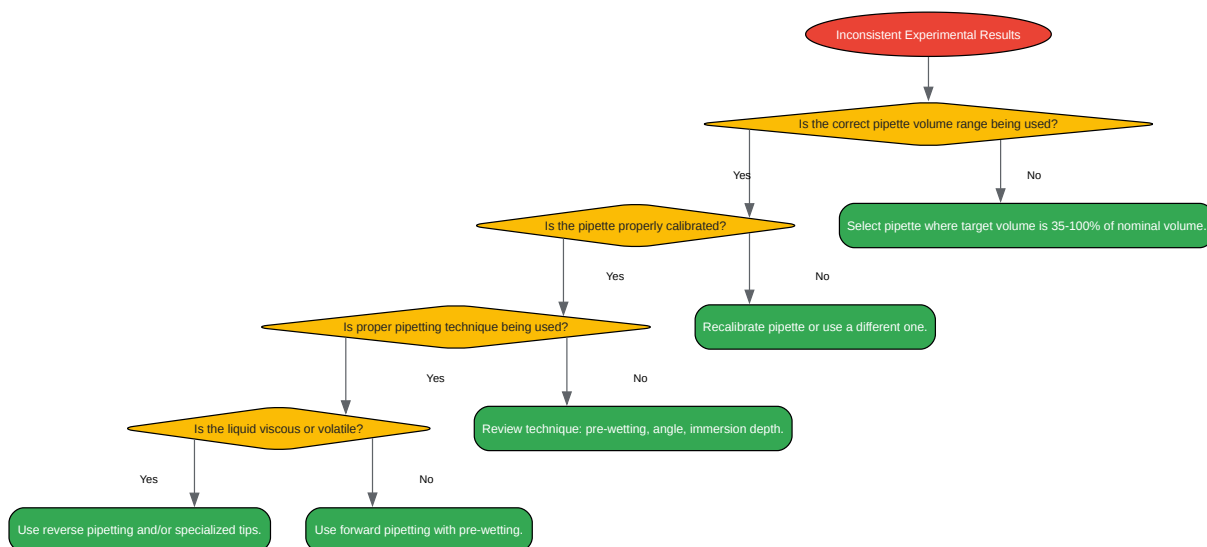 Inconsistent Experimental Results
Is the correct pipette volume range being used?
Yes
No
Is the pipette properly calibrated?
Select pipette where target volume is 35-100% of nominal volume.
Yes
No
Is proper pipetting technique being used?
Recalibrate pipette or use a different one.
Yes
No
Is the liquid viscous or volatile?
Review technique: pre-wetting, angle, immersion depth.
Yes
No
Use reverse pipetting and/or specialized tips.
Use forward pipetting with pre-wetting.